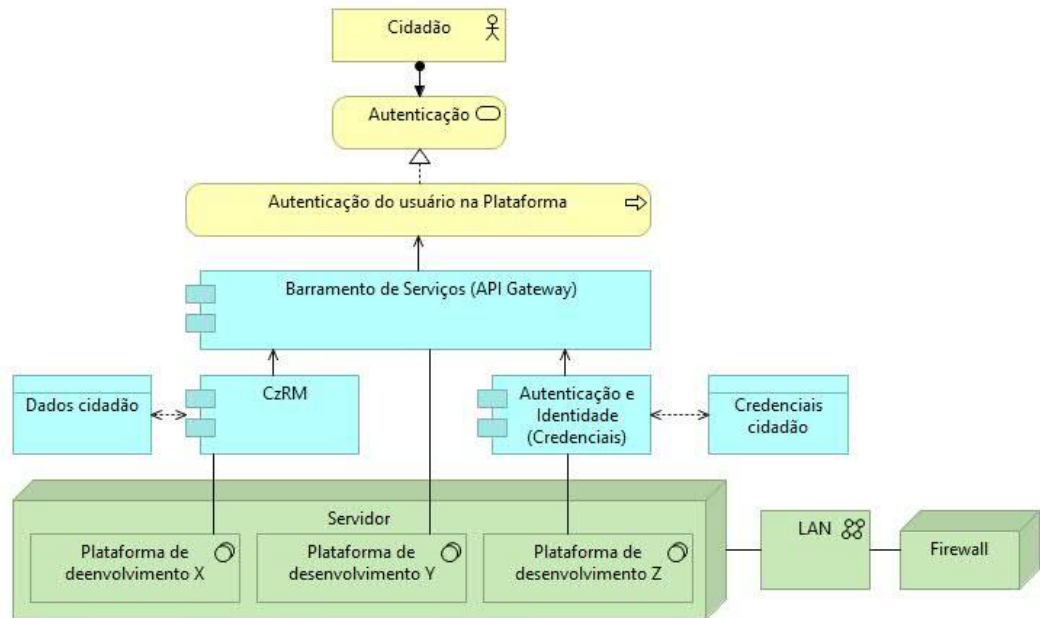 Cidadão
Autenticação
Autenticação do usuário na Plataforma
Barramento de Serviços (API Gateway)
Dados cidadão
CzRM
Autenticação e
Identidade
(Credenciais)
Credenciais
cidadão
Servidor
Plataforma de
deenvolvimento X
Plataforma de
desenvolvimento Y
Plataforma de
desenvolvimento Z
LAN
Firewall